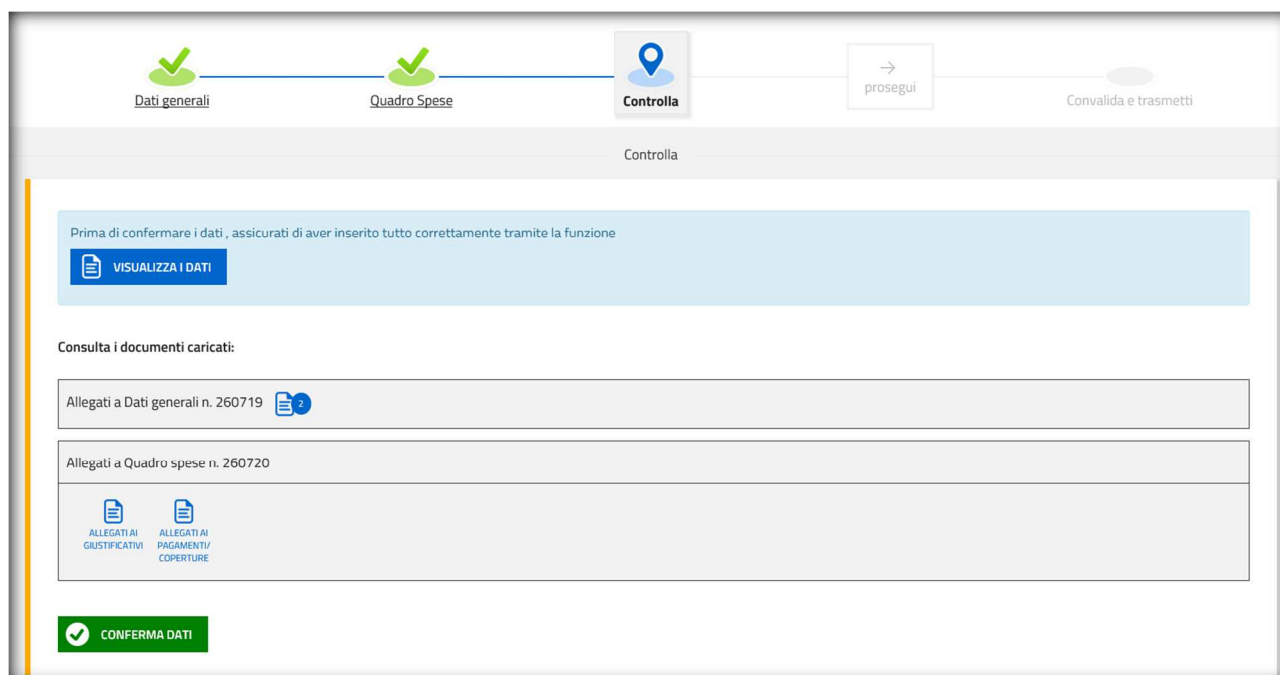 Dati generali
Quadro Spese
Controlla
→
prosegui
Convalida e trasmetti
Controlla
Prima di confermare i dati , assicurati di aver inserito tutto correttamente tramite la funzione
VISUALIZZA I DATI
Consulta i documenti caricati:
Allegati a Dati generali n. 260719 2
Allegati a Quadro spese n. 260720
ALLEGATI AI
GIUSTIFICATIVI
ALLEGATI AI
PAGAMENTI/
COPERTURE
CONFERMA DATI